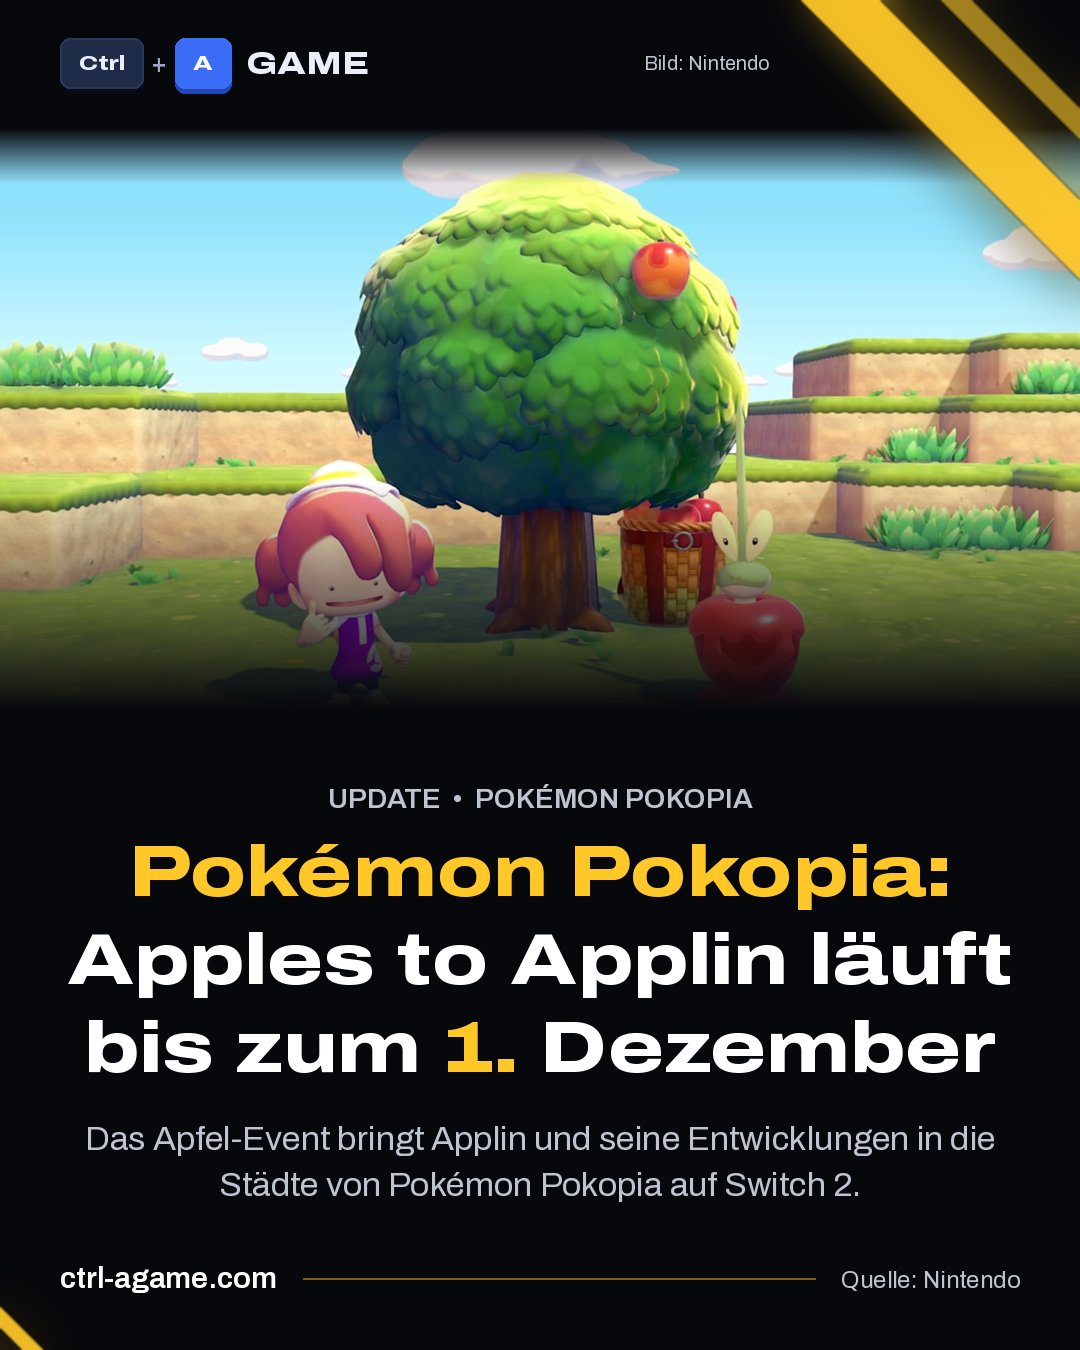 Ctrl + A GAME
Bild: Nintendo
UPDATE • POKÉMON POKOPIA
Pokémon Pokopia:
Apples to Applin läuft
bis zum 1. Dezember
Das Apfel-Event bringt Applin und seine Entwicklungen in die
Städte von Pokémon Pokopia auf Switch 2.
ctrl-agame.com
Quelle: Nintendo